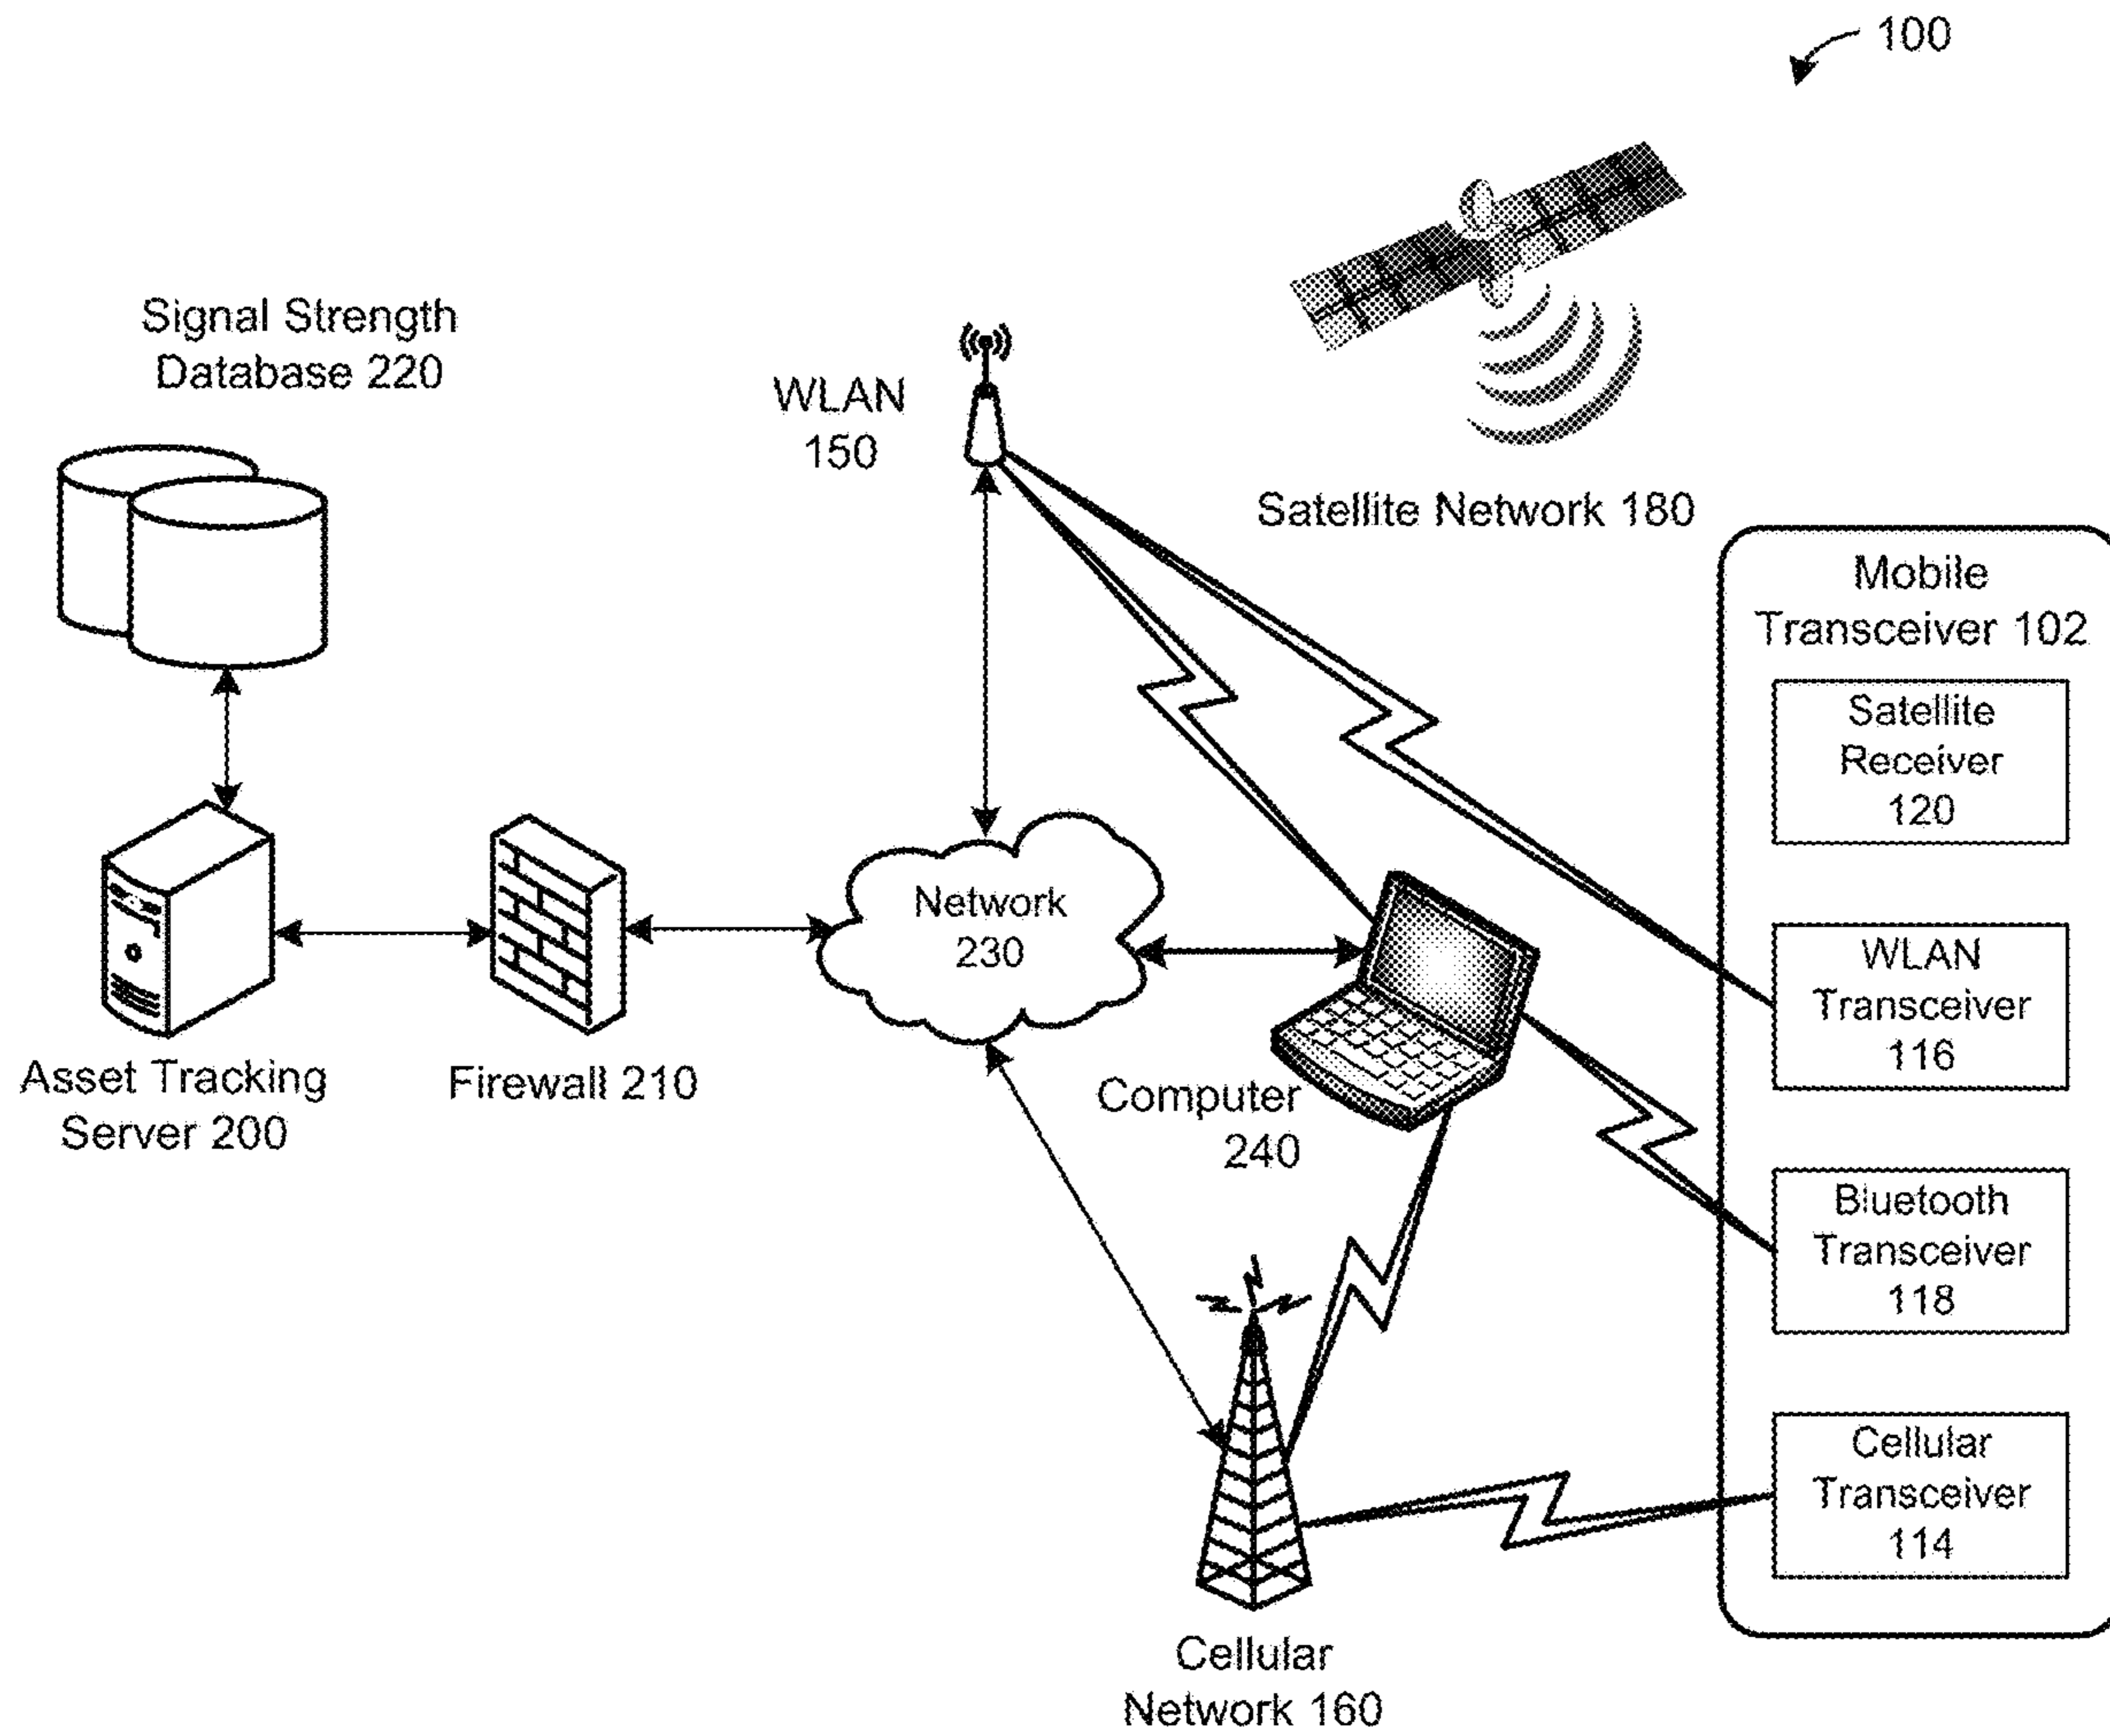 100
Signal Strength
Database 220
WLAN
150
Satellite Network 180
Mobile
Transceiver 102
Satellite
Receiver
120
Network
230
WLAN
Transceiver
116
Asset Tracking
Server 200
Firewall 210
Computer
240
Bluetooth
Transceiver
118
Cellular
Transceiver
114
Cellular
Network 160